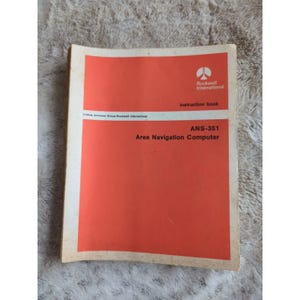 Rockwell
International
instruction book
Collins Avionics Group/Rockwell International
ANS-351
Area Navigation Computer